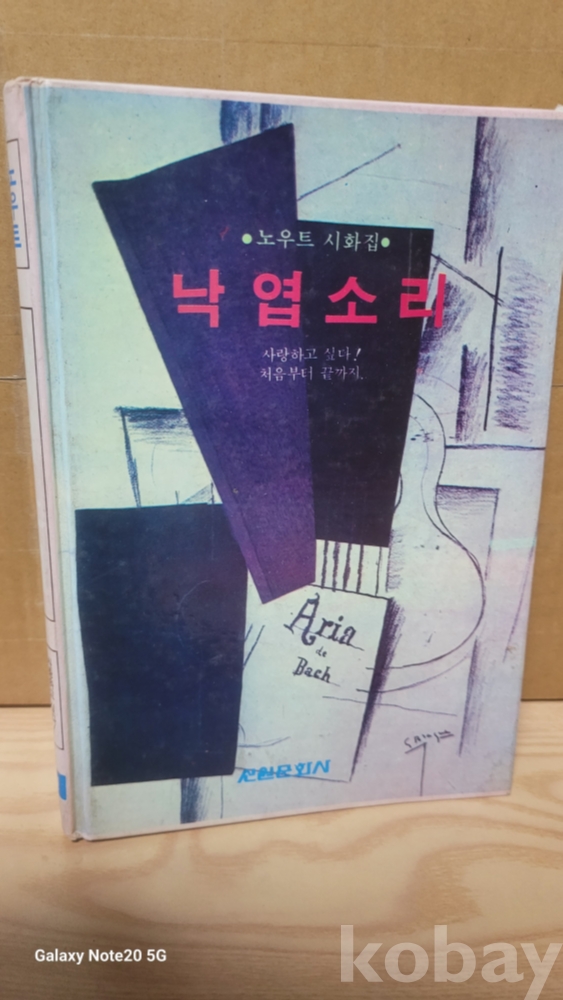 ●노우트 시화집●
낙엽소리
사랑하고 싶다!
처음부터 끝까지.
Aria
de
Bach
Galaxy Note20 5G
kobay